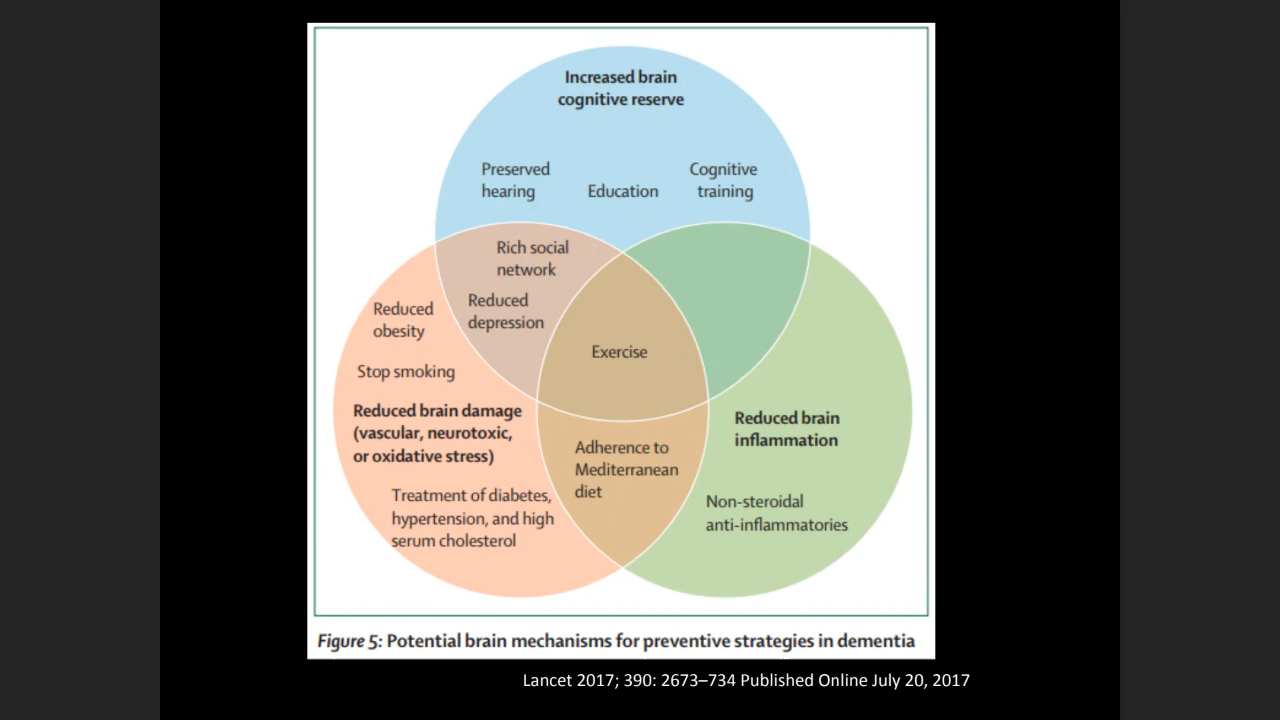 Increased brain
cognitive reserve
Preserved
hearing
Education
Cognitive
training
Rich social
network
Reduced
depression
Reduced
obesity
Stop smoking
Exercise
Reduced brain damage
(vascular, neurotoxic,
or oxidative stress)
Reduced brain
inflammation
Adherence to
Mediterranean
diet
Treatment of diabetes,
hypertension, and high
serum cholesterol
Non-steroidal
anti-inflammatories
Figure 5: Potential brain mechanisms for preventive strategies in dementia
Lancet 2017; 390: 2673–734 Published Online July 20, 2017